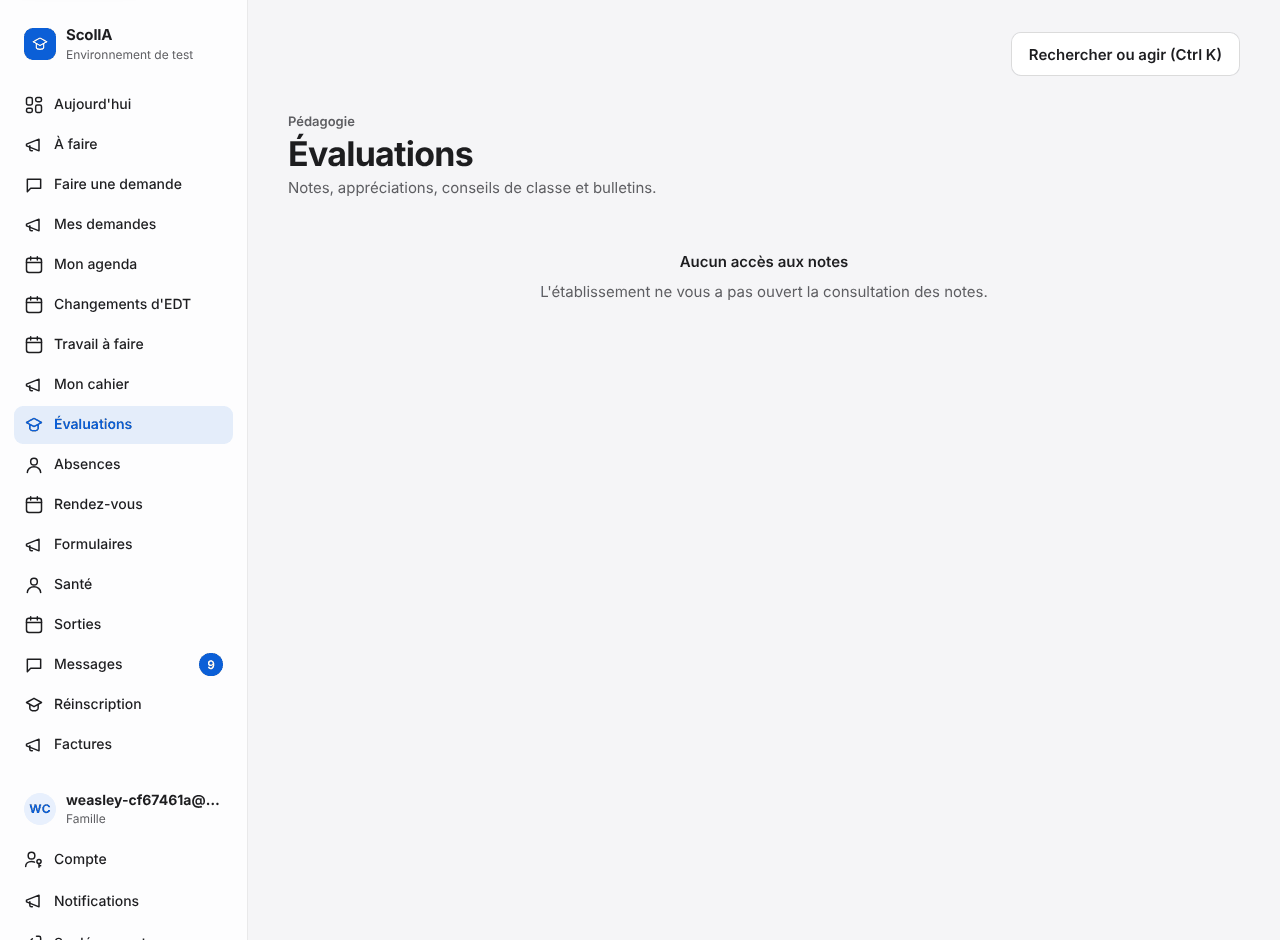 ScolIA
Environnement de test
Aujourd'hui
À faire
Faire une demande
Mes demandes
Mon agenda
Changements d'EDT
Travail à faire
Mon cahier
Évaluations
Absences
Rendez-vous
Formulaires
Santé
Sorties
Messages 9
Réinscription
Factures
WC weasley-cf67461a@...
Famille
Compte
Notifications
Rechercher ou agir (Ctrl K)
Pédagogie
Évaluations
Notes, appréciations, conseils de classe et bulletins.
Aucun accès aux notes
L'établissement ne vous a pas ouvert la consultation des notes.